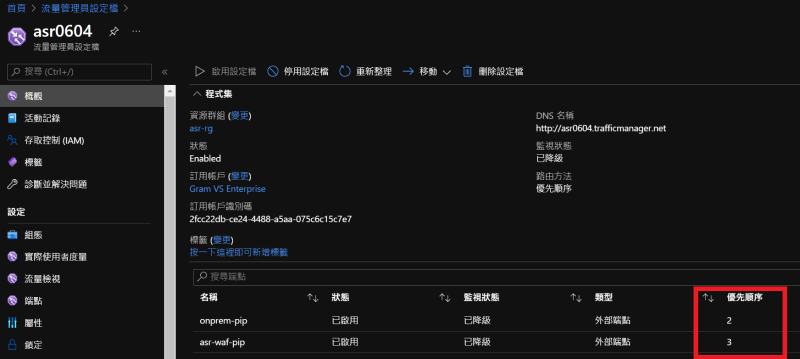 首頁 > 流量管理員設定檔 >
asr0604
流量管理員設定檔
搜尋 (Ctrl+/)
概觀
活動記錄
存取控制 (IAM)
標籤
診斷並解決問題
設定
組態
實際使用者度量
流量檢視
端點
屬性
鎖定
啟用設定檔
停用設定檔
重新整理
移動
刪除設定檔
程式集
資源群組 (變更)
asr-rg
狀態
Enabled
訂用帳戶 (變更)
Gram VS Enterprise
訂用帳戶識別碼
2fcc22db-ce24-4488-a5aa-075c6c15c7e7
標籤 (變更)
按一下這裡即可新增標籤
DNS 名稱
http://asr0604.trafficmanager.net
監視狀態
已降級
路由方法
優先順序
搜尋端點
名稱 狀態 監視狀態 類型 優先順序
onprem-pip 已啟用 已降級 外部端點 2
asr-waf-pip 已啟用 已降級 外部端點 3